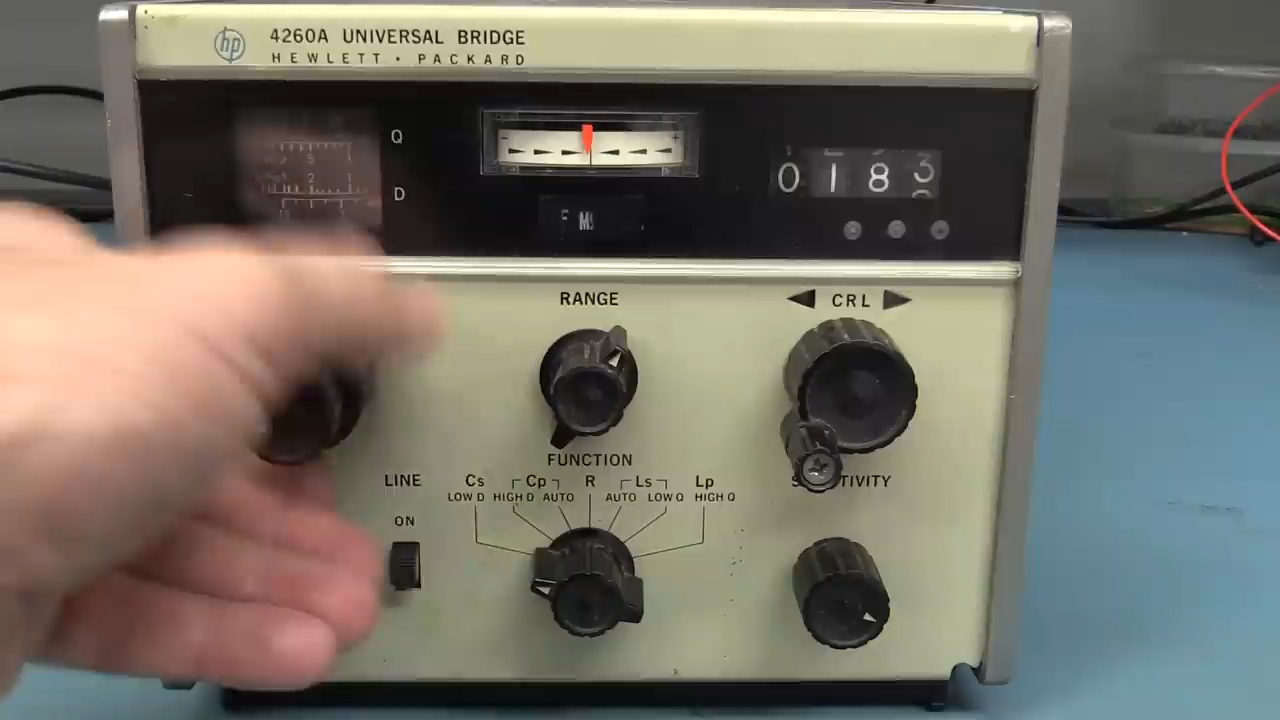 hp 4260A UNIVERSAL BRIDGE
HEWLETT • PACKARD
Q
D
- +
0 1 8 3
RANGE
◀ CRL ▶
FUNCTION
LINE
Cs Cp R Ls Lp
LOW D HIGH D AUTO AUTO LOW Q HIGH Q
ON